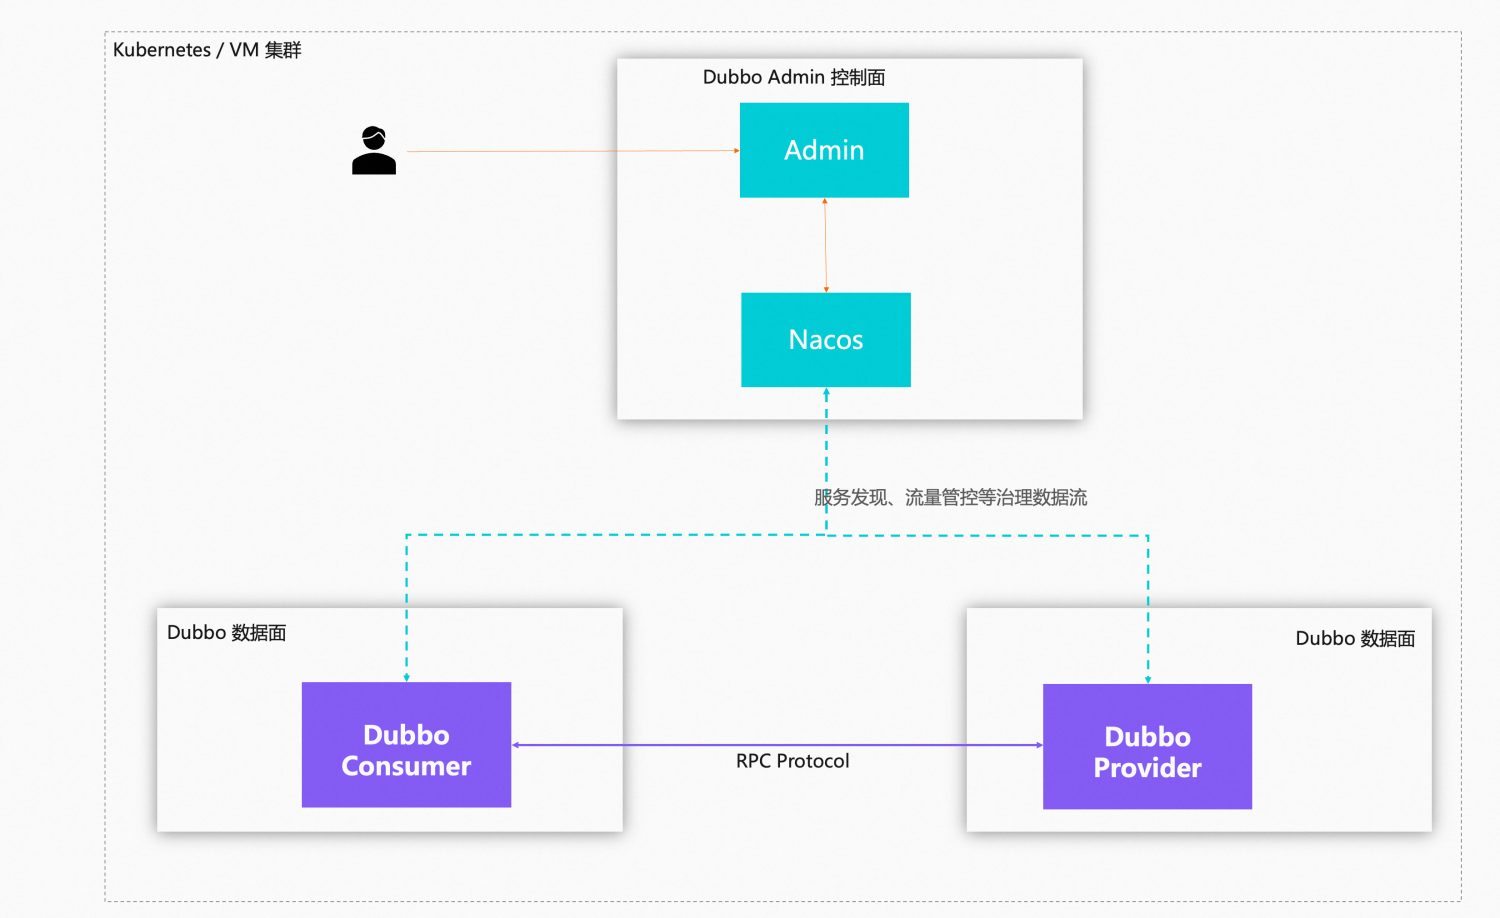 Kubernetes / VM 集群
Dubbo Admin 控制面
Admin
Nacos
服务发现、流量管控等治理数据流
Dubbo 数据面
Dubbo
Consumer
RPC Protocol
Dubbo 数据面
Dubbo
Provider